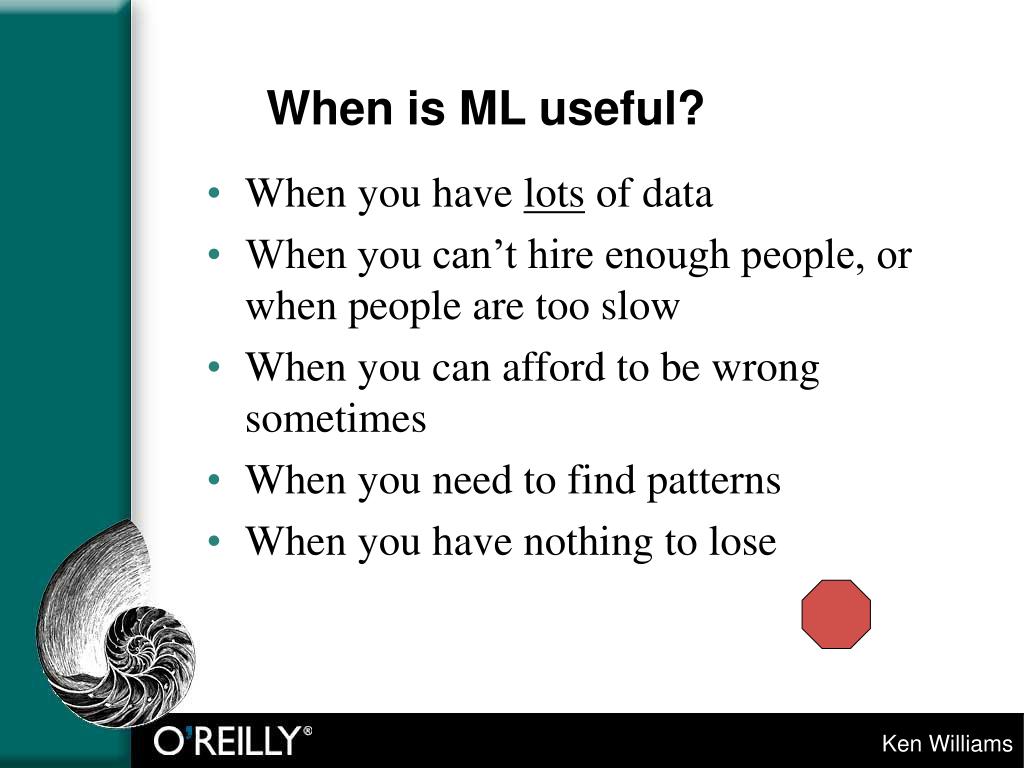 When is ML useful?
• When you have lots of data
• When you can’t hire enough people, or
when people are too slow
• When you can afford to be wrong
sometimes
• When you need to find patterns
• When you have nothing to lose
O'REILLY®
Ken Williams